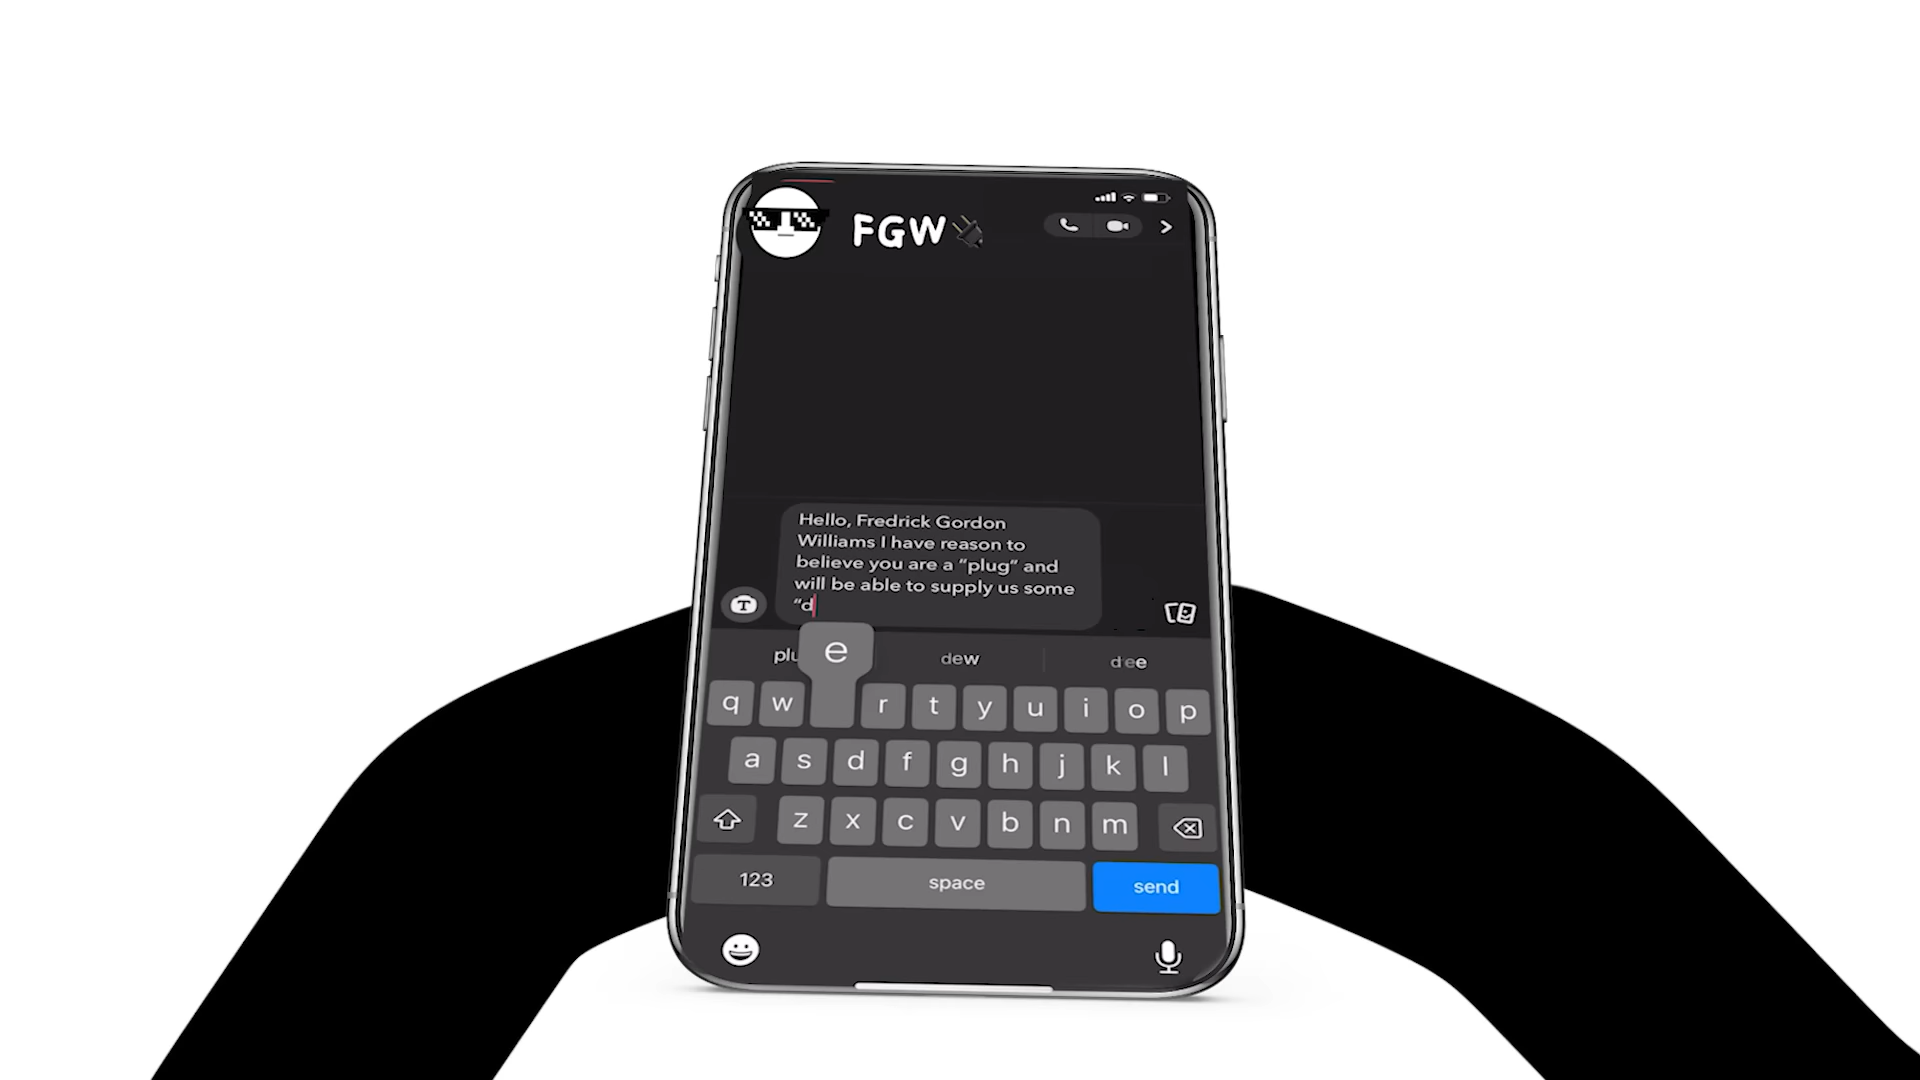 FGW
Hello, Fredrick Gordon
Williams I have reason to
believe you are a “plug“ and
will be able to supply us some
“d
T
plu
e
dew
dee
q w r t y u i o p
a s d f g h j k l
z x c v b n m
123 space send